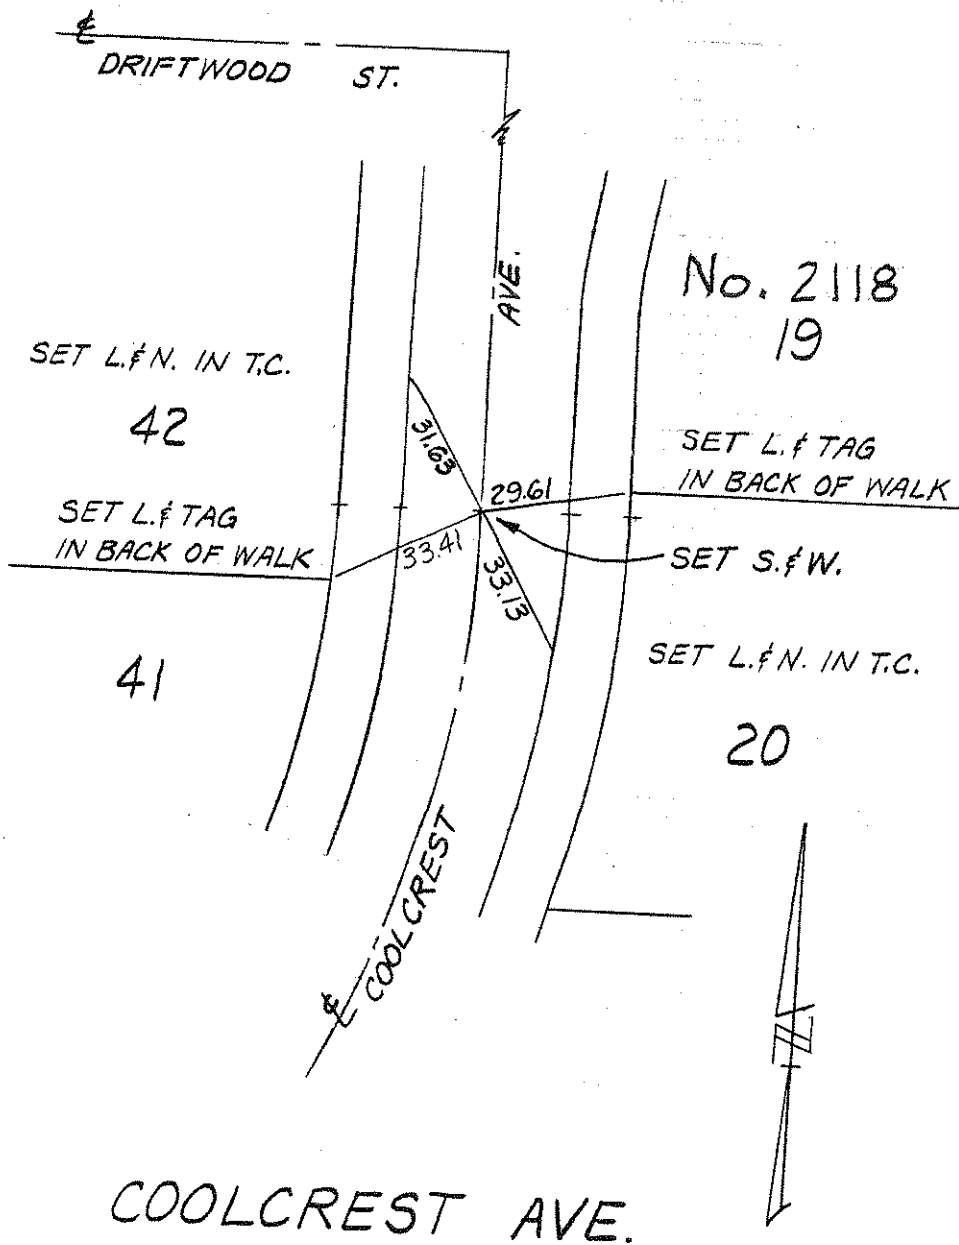 ℄
DRIFTWOOD ST.
℄
AVE.
No. 2118
19
SET L.& N. IN T.C.
42
31.63
SET L. & TAG
IN BACK OF WALK
29.61
SET L.& TAG
IN BACK OF WALK
33.41
SET S.& W.
33.13
41
SET L.& N. IN T.C.
20
℄ COOLCREST
N
COOLCREST AVE.